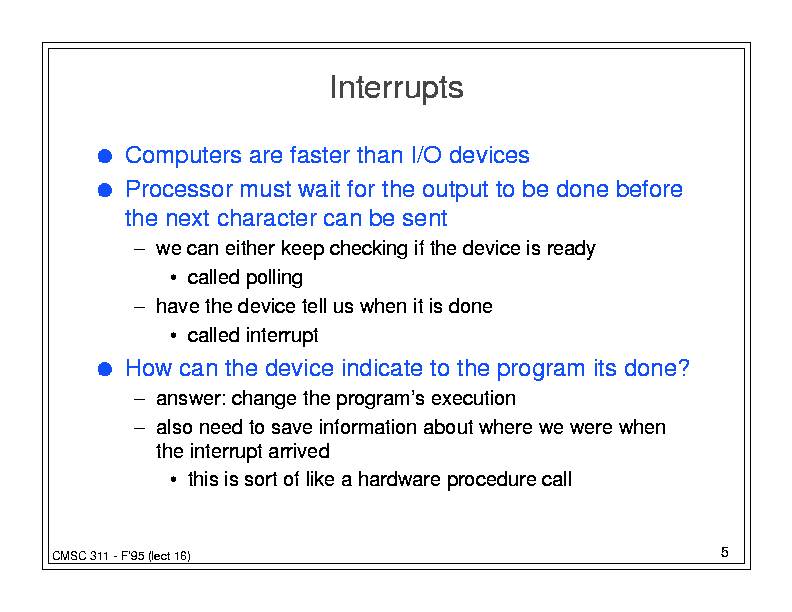 Interrupts
● Computers are faster than I/O devices
● Processor must wait for the output to be done before
the next character can be sent
– we can either keep checking if the device is ready
• called polling
– have the device tell us when it is done
• called interrupt
● How can the device indicate to the program its done?
– answer: change the program's execution
– also need to save information about where we were when
the interrupt arrived
• this is sort of like a hardware procedure call
CMSC 311 - F'95 (lect 16)
5